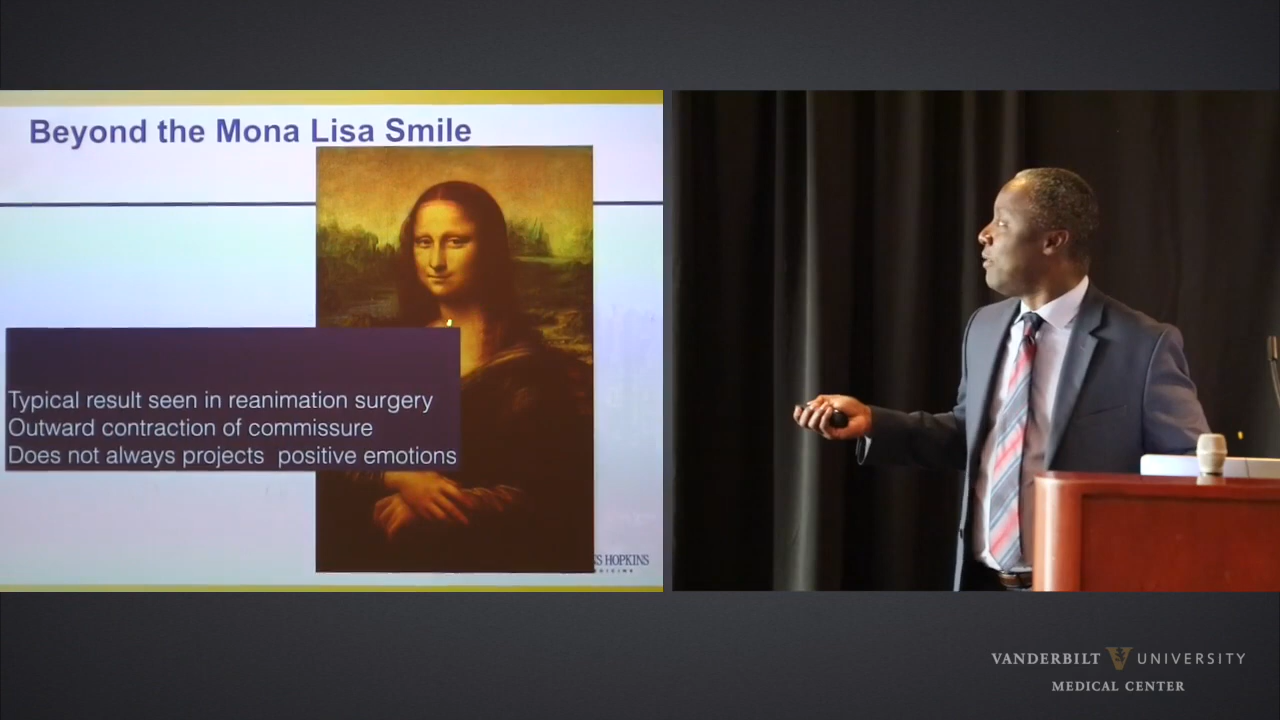 Beyond the Mona Lisa Smile
Typical result seen in reanimation surgery
Outward contraction of commissure
Does not always projects positive emotions
HOPKINS
VANDERBILT UNIVERSITY
MEDICAL CENTER